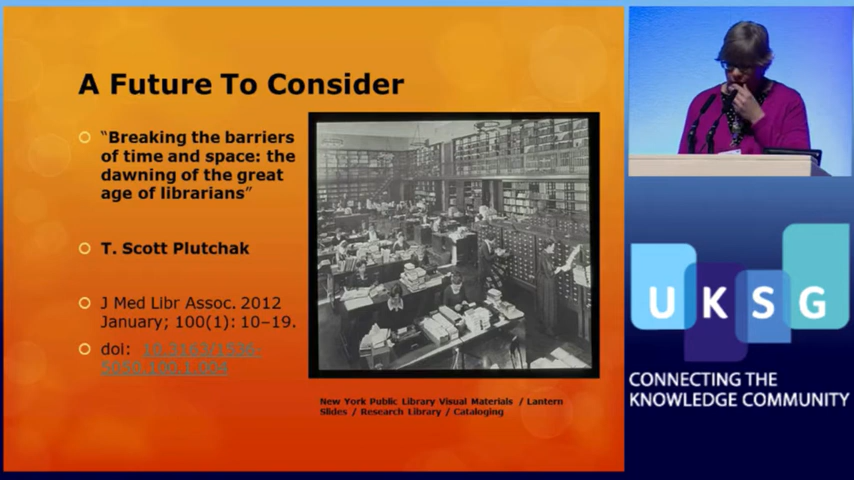 A Future To Consider
“Breaking the barriers
of time and space: the
dawning of the great
age of librarians”
T. Scott Plutchak
J Med Libr Assoc. 2012
January; 100(1): 10–19.
doi: 10.3163/1536-
5050.100.1.004
New York Public Library Visual Materials / Lantern
Slides / Research Library / Cataloging
UKSG
CONNECTING THE
KNOWLEDGE COMMUNITY